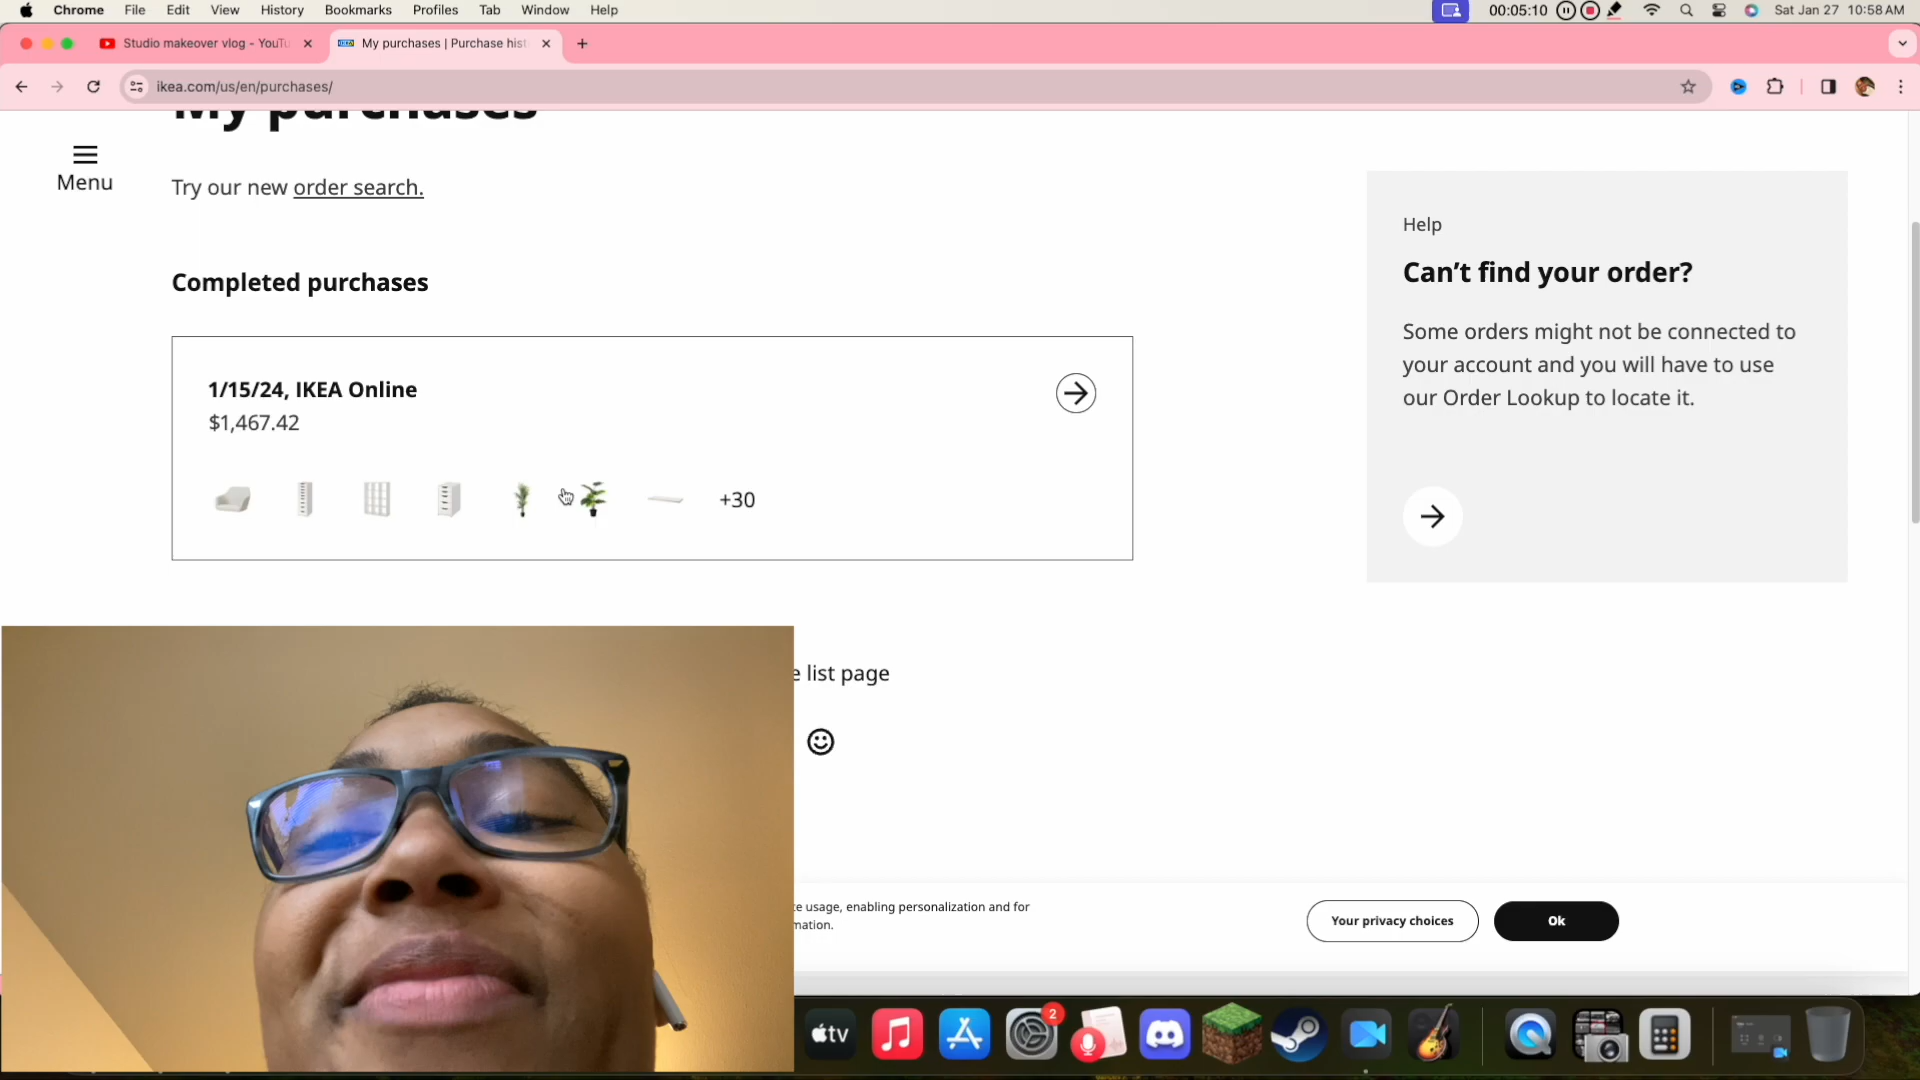 Chrome File Edit View History Bookmarks Profiles Tab Window Help 00:05:10 Sat Jan 27 10:58 AM
Studio makeover vlog - YouTu
My purchases | Purchase hist
ikea.com/us/en/purchases/
My purchases
Menu
Try our new order search.
Completed purchases
1/15/24, IKEA Online
$1,467.42
+30
Help
Can't find your order?
Some orders might not be connected to
your account and you will have to use
our Order Lookup to locate it.
e list page
te usage, enabling personalization and for
mation.
Your privacy choices
Ok
tv
2